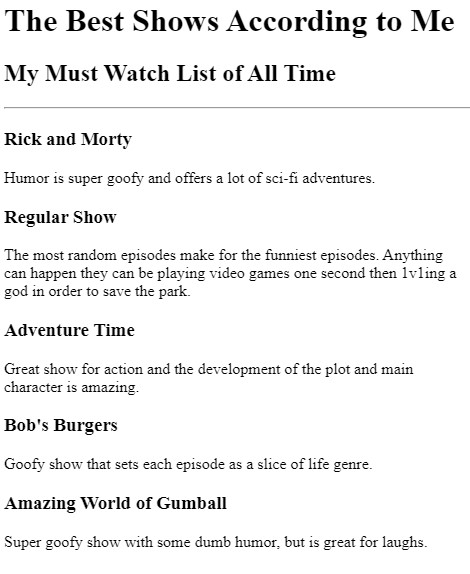 The Best Shows According to Me
My Must Watch List of All Time
Rick and Morty
Humor is super goofy and offers a lot of sci-fi adventures.
Regular Show
The most random episodes make for the funniest episodes. Anything
can happen they can be playing video games one second then 1v1ing a
god in order to save the park.
Adventure Time
Great show for action and the development of the plot and main
character is amazing.
Bob's Burgers
Goofy show that sets each episode as a slice of life genre.
Amazing World of Gumball
Super goofy show with some dumb humor, but is great for laughs.